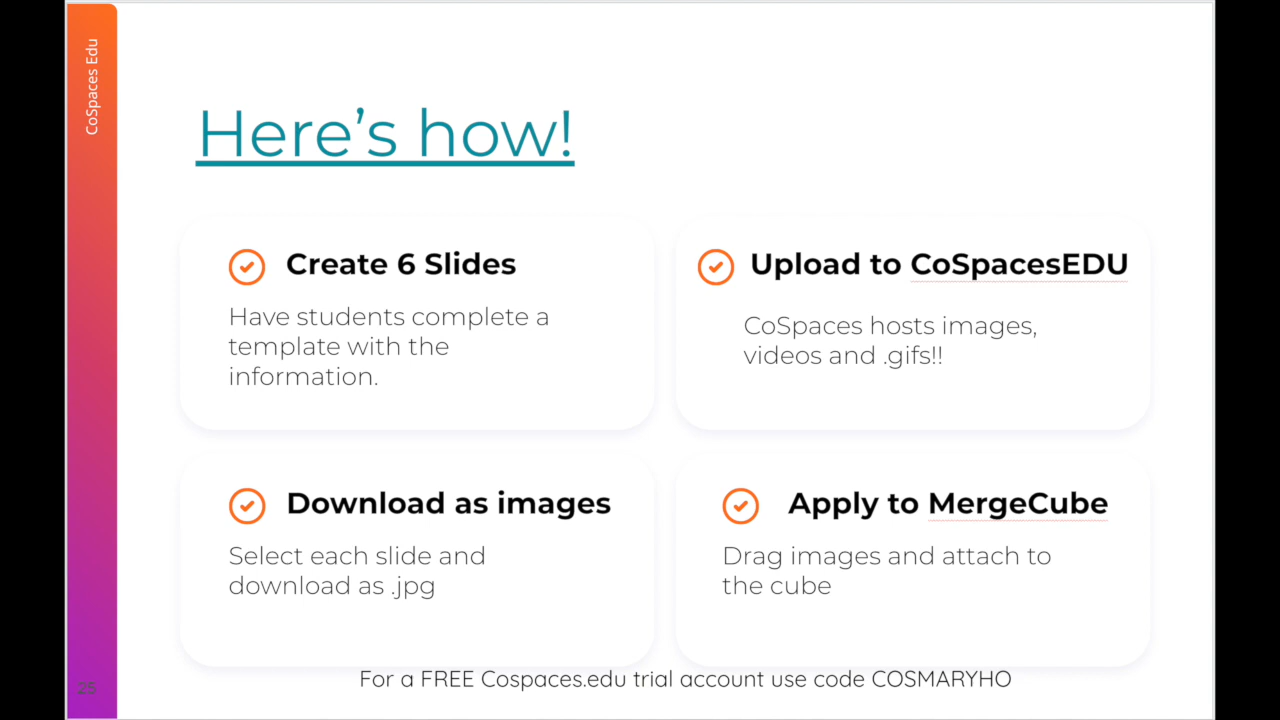 CoSpaces Edu
Here's how!
Create 6 Slides
Have students complete a
template with the
information.
Upload to CoSpacesEDU
CoSpaces hosts images,
videos and .gifs!!
Download as images
Select each slide and
download as .jpg
Apply to MergeCube
Drag images and attach to
the cube
For a FREE Cospaces.edu trial account use code COSMARYHO
25